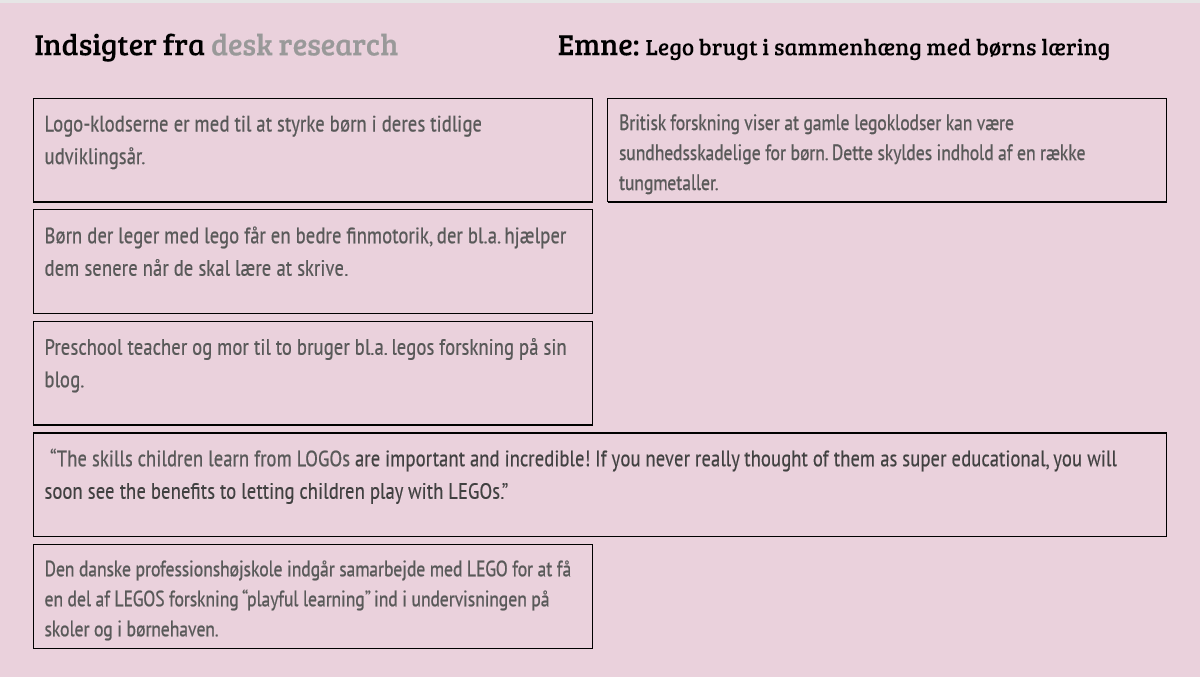 Indsigter fra desk research
Emne: Lego brugt i sammenhæng med børns læring
Logo-klodserne er med til at styrke børn i deres tidlige
udviklingsår.
Britisk forskning viser at gamle legoklodser kan være
sundhedsskadelige for børn. Dette skyldes indhold af en række
tungmetaller.
Børn der leger med lego får en bedre finmotorik, der bl.a. hjælper
dem senere når de skal lære at skrive.
Preschool teacher og mor til to bruger bl.a. legos forskning på sin
blog.
“The skills children learn from LOGOs are important and incredible! If you never really thought of them as super educational, you will
soon see the benefits to letting children play with LEGOs.”
Den danske professionshøjskole indgår samarbejde med LEGO for at få
en del af LEGOS forskning “playful learning” ind i undervisningen på
skoler og i børnehaven.